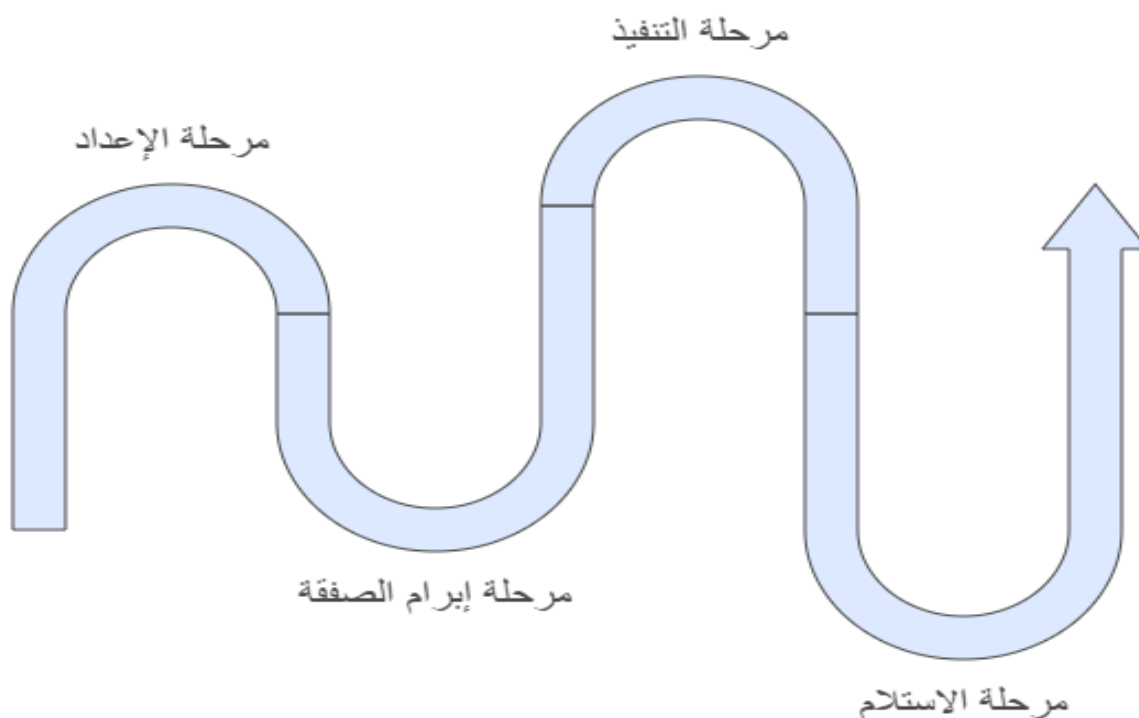 مرحلة الإعداد
مرحلة إبرام الصفقة
مرحلة التنفيذ
مرحلة الاستلام